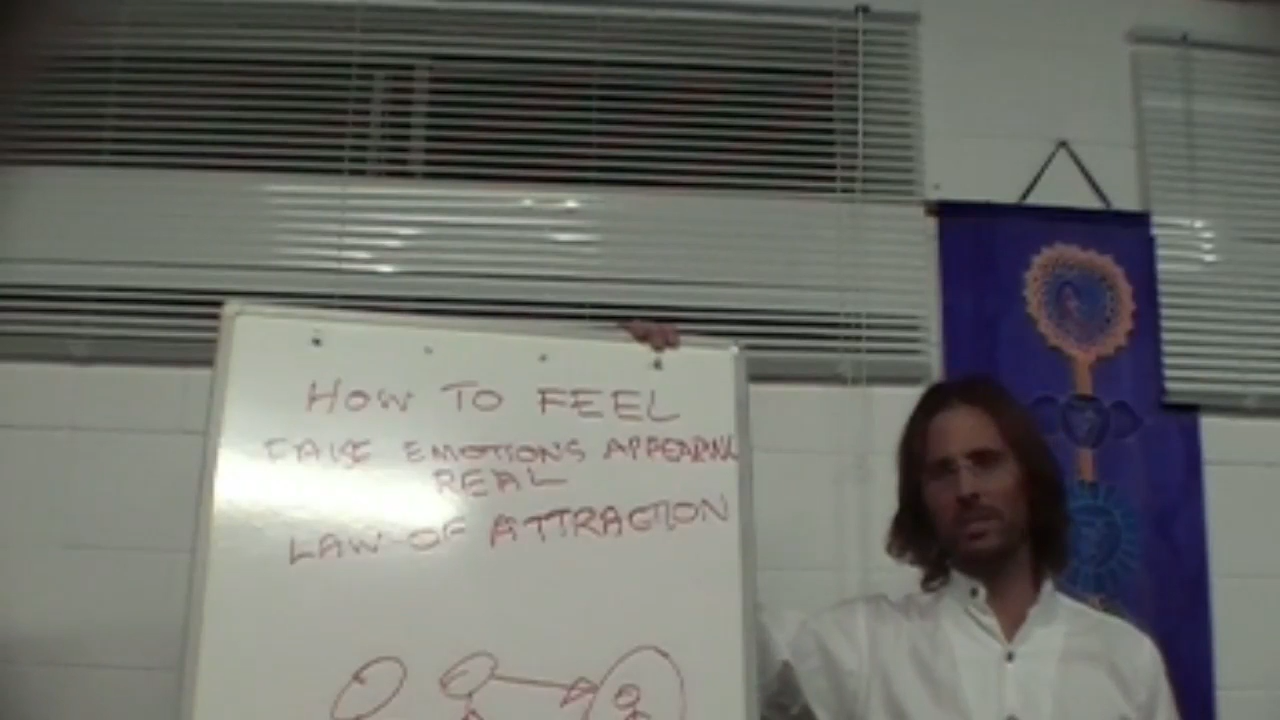 HOW TO FEEL
FALSE EMOTIONS APPEARING
REAL
LAW OF ATTRACTION